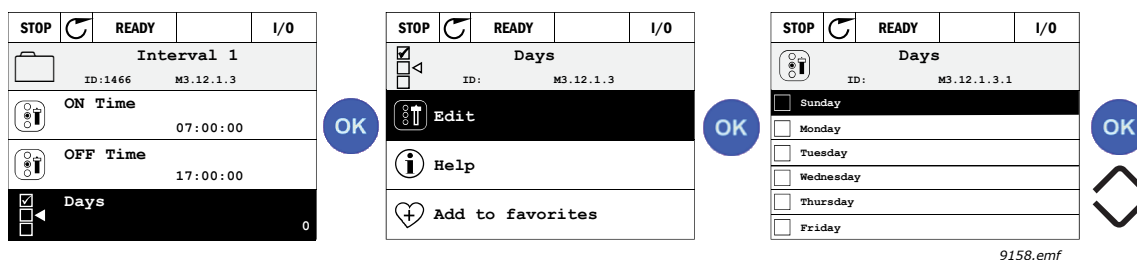 STOP READY I/O
Interval 1
ID:1466 M3.12.1.3
ON Time
07:00:00
OFF Time
17:00:00
Days
0
OK
STOP READY I/O
Days
ID: M3.12.1.3
Edit
Help
Add to favorites
OK
STOP READY I/O
Days
ID: M3.12.1.3.1
Sunday
Monday
Tuesday
Wednesday
Thursday
Friday
OK
9158.emf